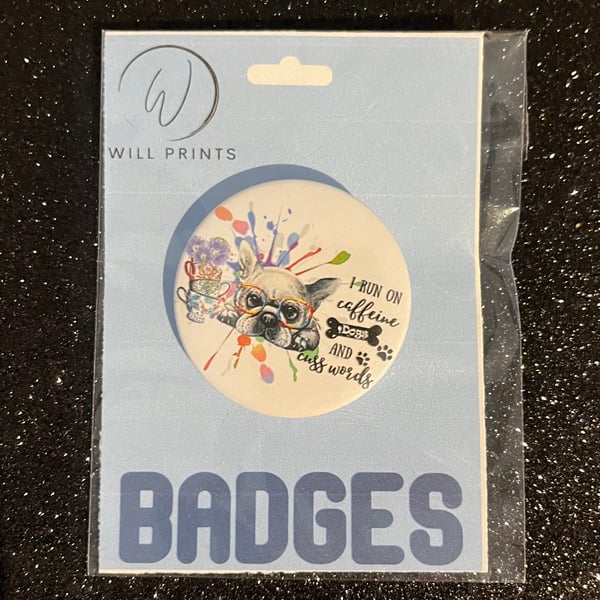 W
WILL PRINTS
I RUN ON
caffeine
DOGS
AND
cuss words
BADGES